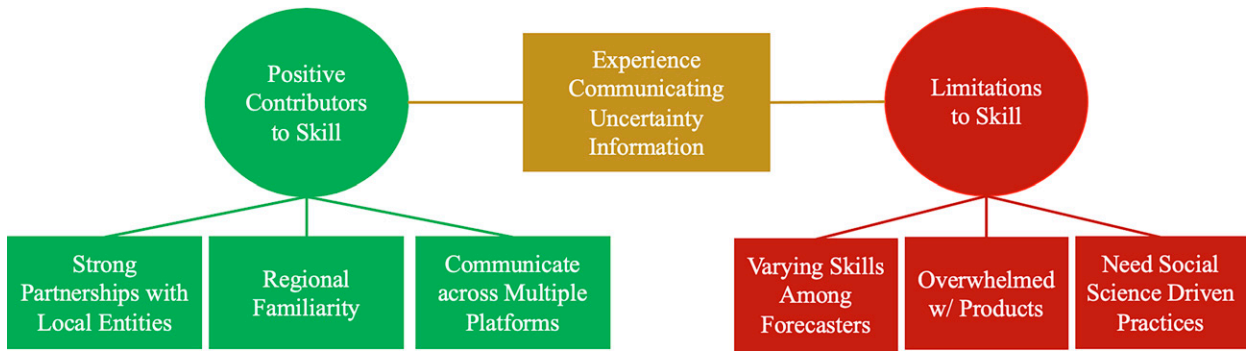 Positive
Contributors
to Skill
Experience
Communicating
Uncertainty
Information
Limitations
to Skill
Strong
Partnerships with
Local Entities
Regional
Familiarity
Communicate
across Multiple
Platforms
Varying Skills
Among
Forecasters
Overwhelmed
w/ Products
Need Social
Science Driven
Practices